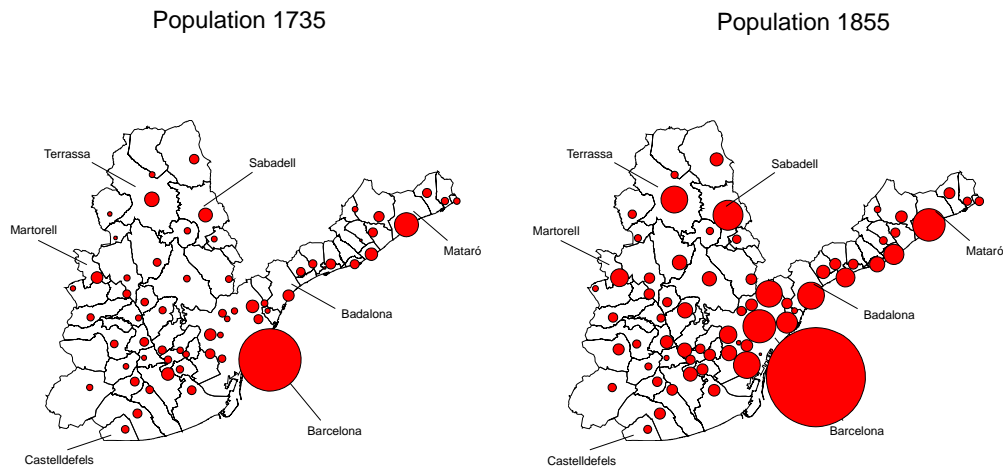 Population 1735
Population 1855
Terrassa
Sabadell
Martorell
Mataró
Badalona
Barcelona
Castelldefels
Terrassa
Sabadell
Martorell
Mataró
Badalona
Barcelona
Castelldefels